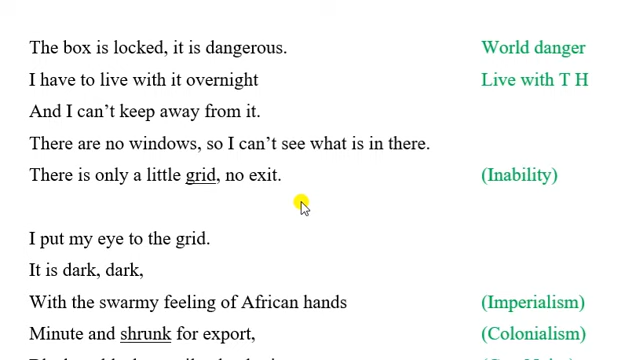 The box is locked, it is dangerous. World danger
I have to live with it overnight Live with T H
And I can’t keep away from it.
There are no windows, so I can’t see what is in there.
There is only a little grid, no exit. (Inability)
I put my eye to the grid.
It is dark, dark,
With the swarmy feeling of African hands (Imperialism)
Minute and shrunk for export, (Colonialism)